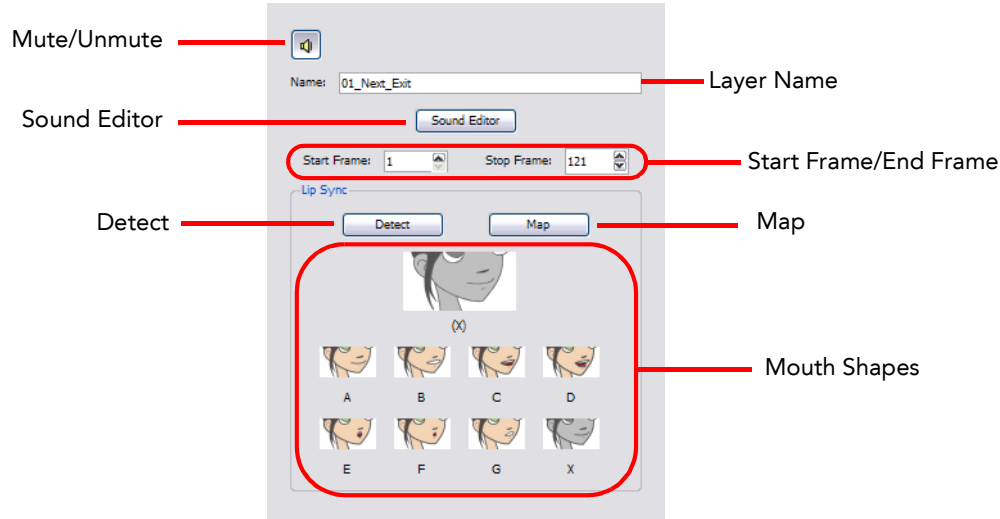 Mute/Unmute
Name: 01_Next_Exit
Layer Name
Sound Editor
Sound Editor
Start Frame: 1 Stop Frame: 121
Start Frame/End Frame
Lip Sync
Detect
Detect
Map
Map
(X)
Mouth Shapes
A B C D
E F G X